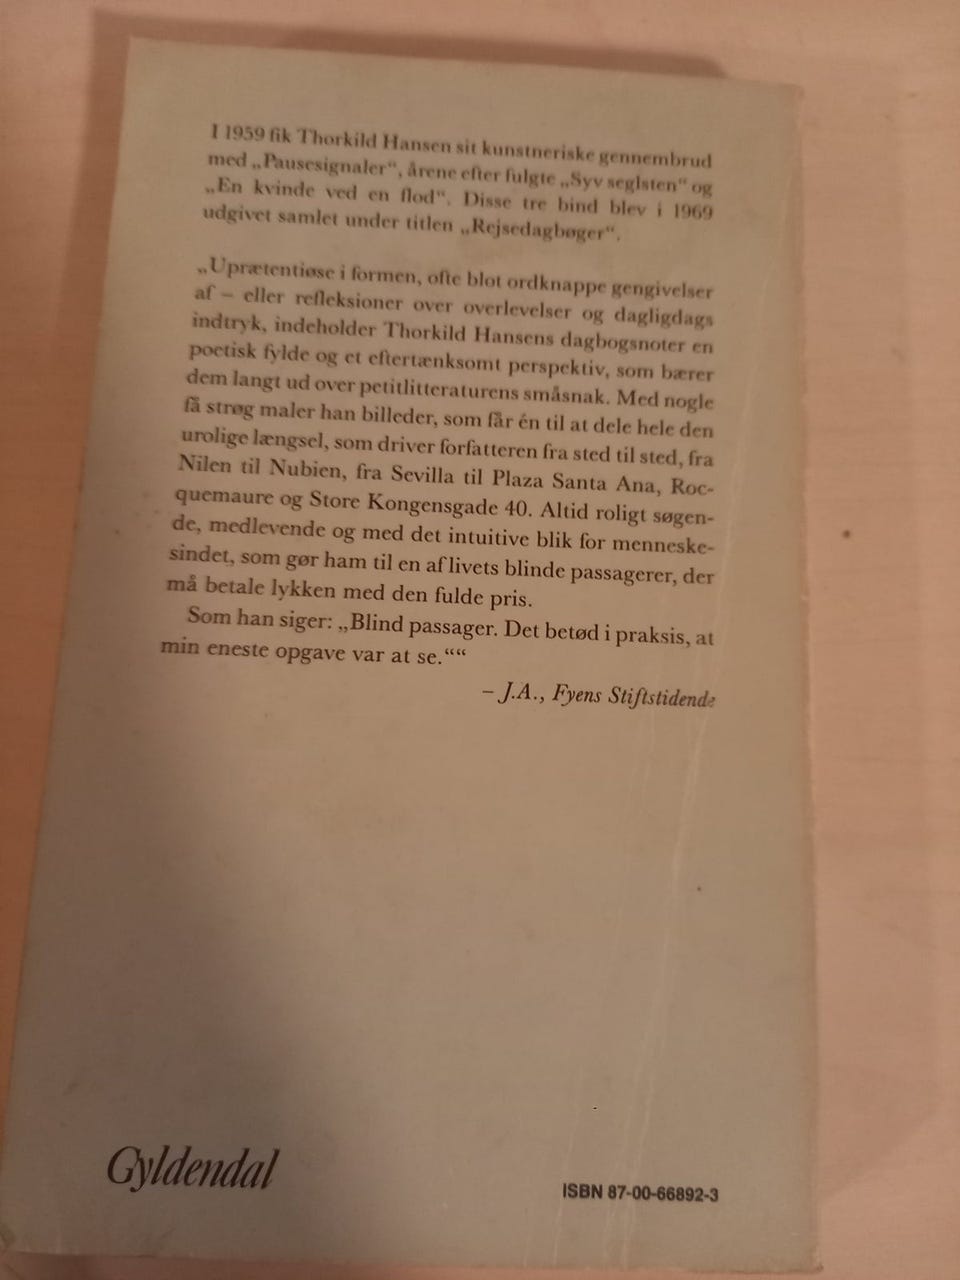 I 1959 fik Thorkild Hansen sit kunstneriske gennembrud
med „Pausesignaler“, årene efter fulgte „Syv seglsten“ og
„En kvinde ved en flod“. Disse tre bind blev i 1969
udgivet samlet under titlen „Rejsedagbøger“.
„Uprætentiøse i formen, ofte blot ordknappe gengivelser
af – eller refleksioner over overlevelser og dagligdags
indtryk, indeholder Thorkild Hansens dagbogsnoter en
poetisk fylde og et eftertænksomt perspektiv, som bærer
dem langt ud over petitlitteraturens småsnak. Med nogle
få strøg maler han billeder, som får én til at dele hele den
urolige længsel, som driver forfatteren fra sted til sted, fra
Nilen til Nubien, fra Sevilla til Plaza Santa Ana, Roc-
quemaure og Store Kongensgade 40. Altid roligt søgen-
de, medlevende og med det intuitive blik for menneske-
sindet, som gør ham til en af livets blinde passagerer, der
må betale lykken med den fulde pris.
Som han siger: „Blind passager. Det betød i praksis, at
min eneste opgave var at se.““
– J.A., Fyens Stiftstidende
Gyldendal
ISBN 87-00-66892-3